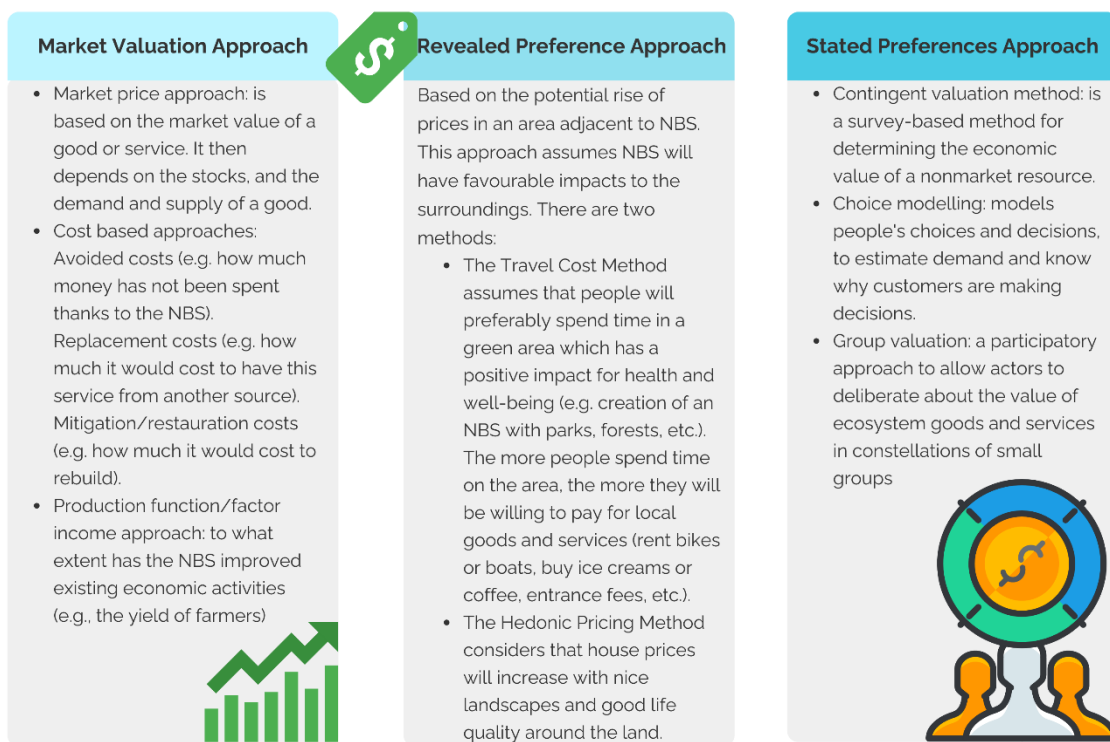 Market Valuation Approach
• Market price approach: is
based on the market value of a
good or service. It then
depends on the stocks, and the
demand and supply of a good.
• Cost based approaches:
Avoided costs (e.g. how much
money has not been spent
thanks to the NBS).
Replacement costs (e.g. how
much it would cost to have this
service from another source).
Mitigation/restauration costs
(e.g. how much it would cost to
rebuild).
• Production function/factor
income approach: to what
extent has the NBS improved
existing economic activities
(e.g., the yield of farmers)
Revealed Preference Approach
Based on the potential rise of
prices in an area adjacent to NBS.
This approach assumes NBS will
have favourable impacts to the
surroundings. There are two
methods:
• The Travel Cost Method
assumes that people will
preferably spend time in a
green area which has a
positive impact for health and
well-being (e.g. creation of an
NBS with parks, forests, etc.).
The more people spend time
on the area, the more they will
be willing to pay for local
goods and services (rent bikes
or boats, buy ice creams or
coffee, entrance fees, etc.).
• The Hedonic Pricing Method
considers that house prices
will increase with nice
landscapes and good life
quality around the land.
Stated Preferences Approach
• Contingent valuation method: is
a survey-based method for
determining the economic
value of a nonmarket resource.
• Choice modelling: models
people's choices and decisions,
to estimate demand and know
why customers are making
decisions.
• Group valuation: a participatory
approach to allow actors to
deliberate about the value of
ecosystem goods and services
in constellations of small
groups